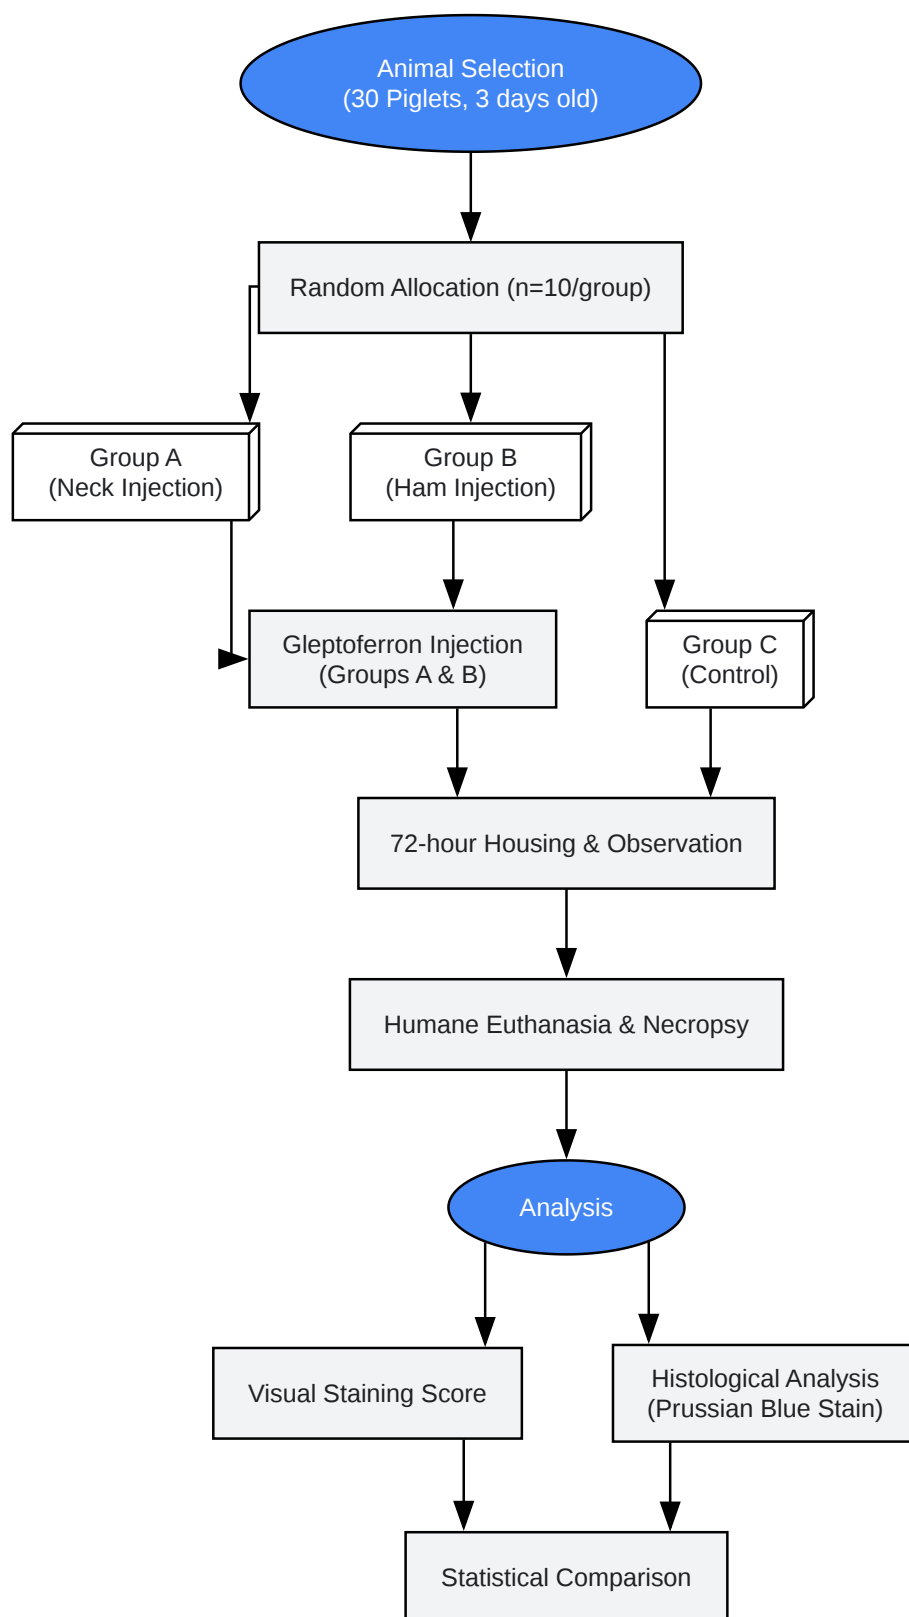 Animal Selection
(30 Piglets, 3 days old)
Random Allocation (n=10/group)
Group A
(Neck Injection)
Group B
(Ham Injection)
Gleptoferron Injection
(Groups A & B)
Group C
(Control)
72-hour Housing & Observation
Humane Euthanasia & Necropsy
Analysis
Visual Staining Score
Histological Analysis
(Prussian Blue Stain)
Statistical Comparison